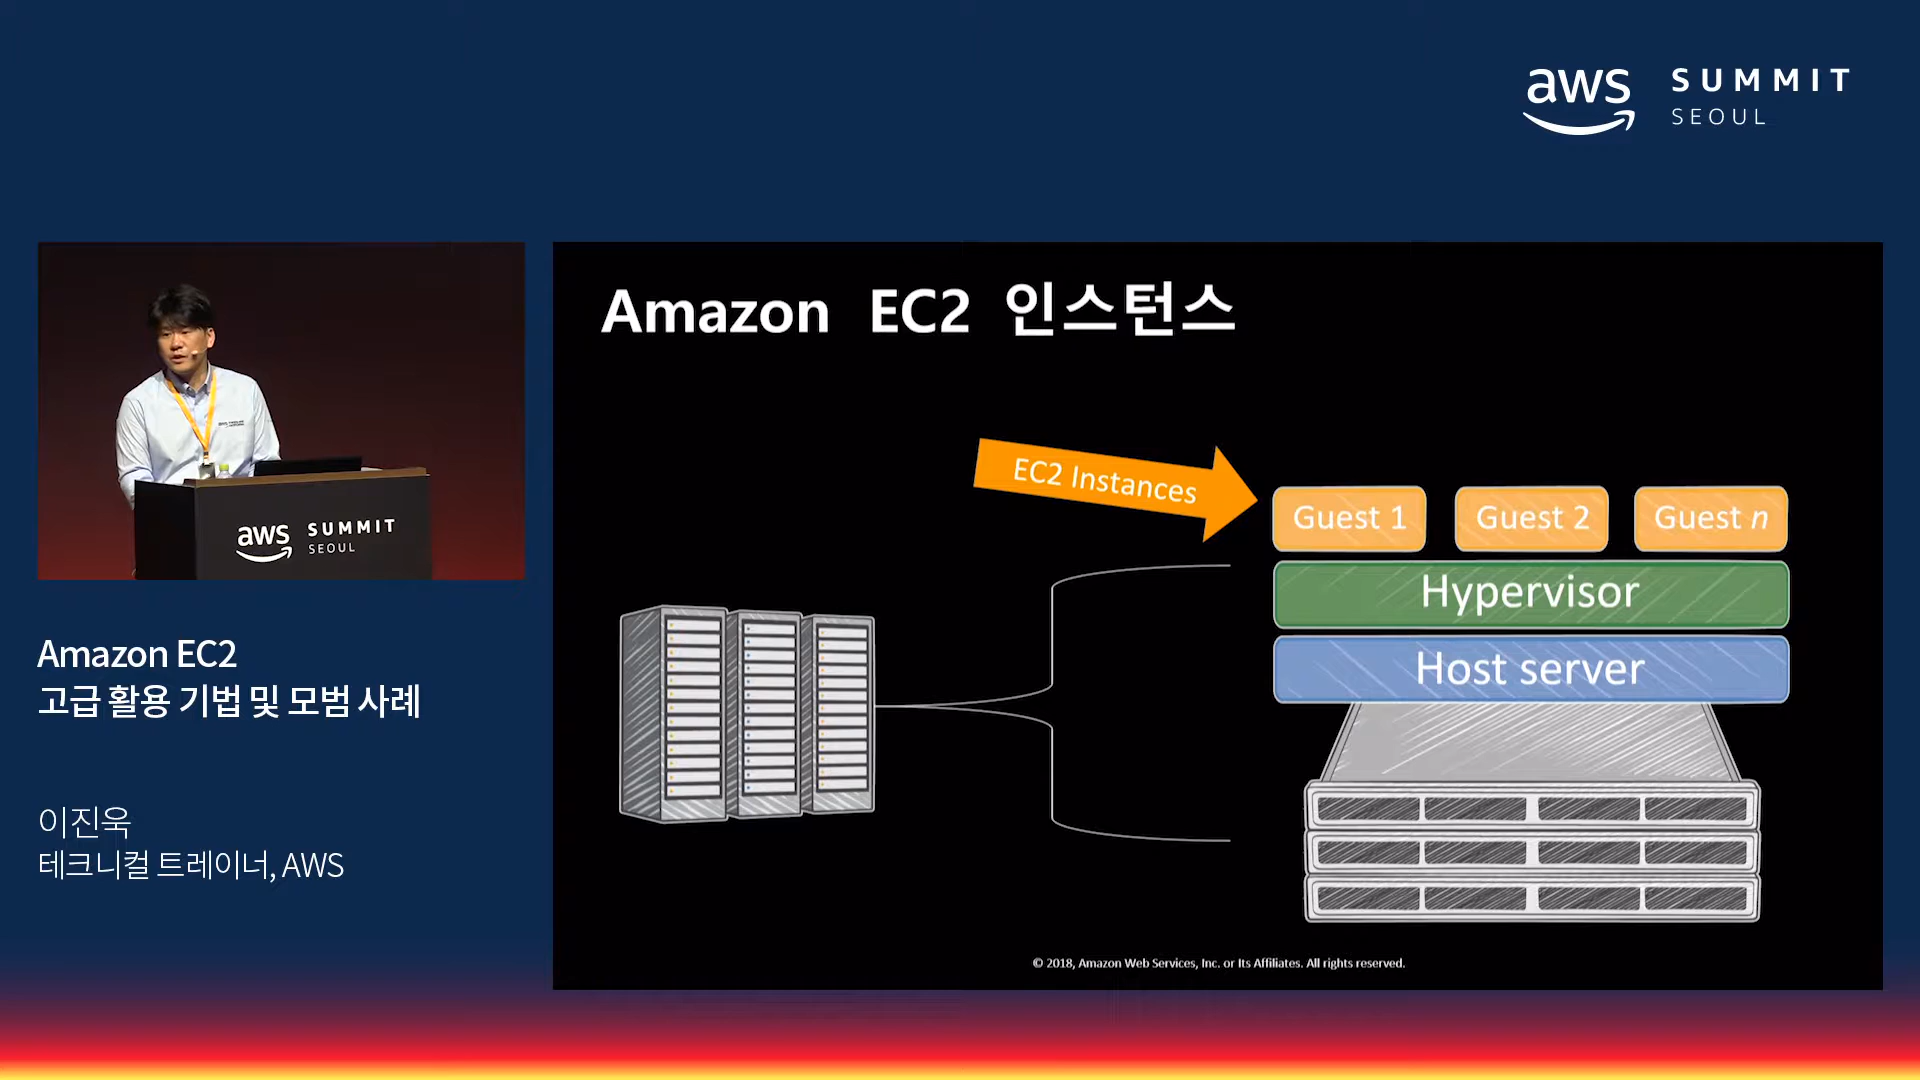 aws SUMMIT
SEOUL
Amazon EC2 인스턴스
EC2 Instances
Guest 1
Guest 2
Guest n
Hypervisor
Host server
© 2018, Amazon Web Services, Inc. or Its Affiliates. All rights reserved.
aws SUMMIT
SEOUL
Amazon EC2
고급 활용 기법 및 모범 사례
이진욱
테크니컬 트레이너, AWS